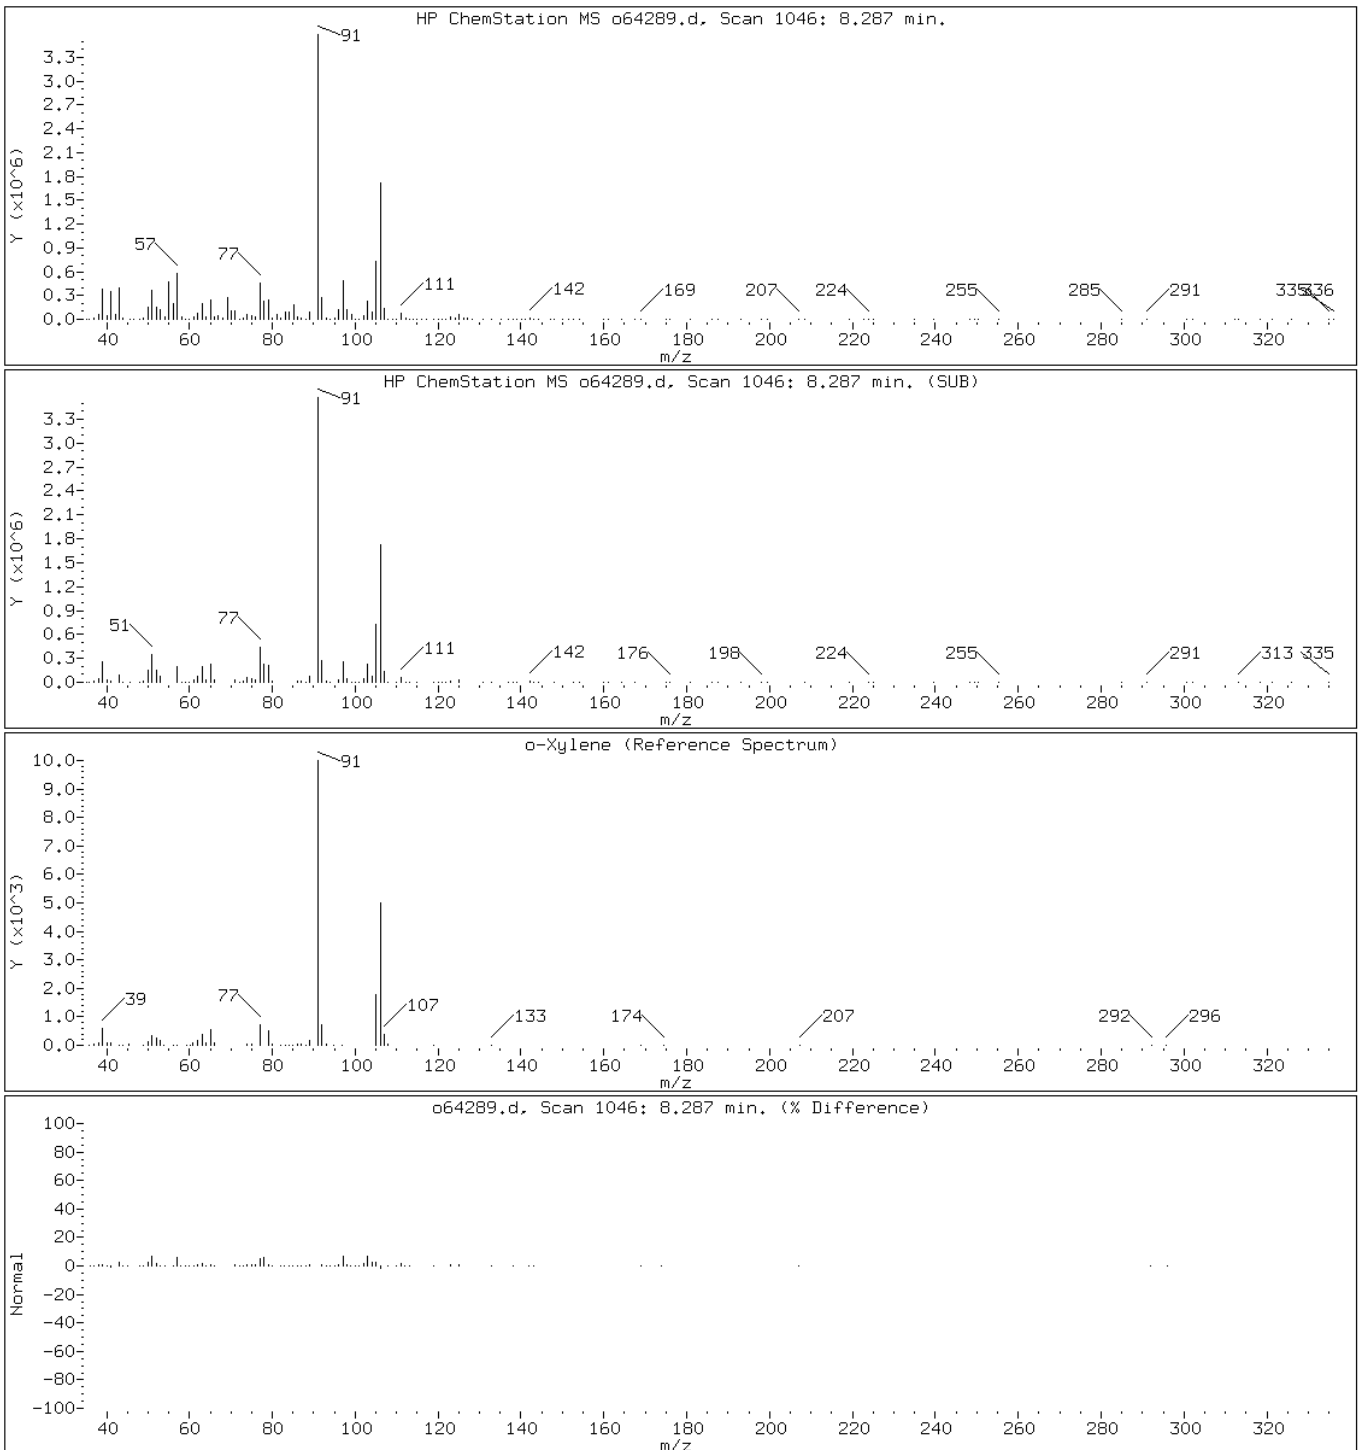 HP ChemStation MS o64289.d, Scan 1046: 8.287 min.
91
3.3
3.0
2.7
2.4
2.1
1.8
1.5
1.2
0.9
0.6
0.3
0.0
Y (x10^6)
57 77 111 142 169 207 224 255 285 291 335 336
40 60 80 100 120 140 160 180 200 220 240 260 280 300 320
m/z
HP ChemStation MS o64289.d, Scan 1046: 8.287 min. (SUB)
91
3.3
3.0
2.7
2.4
2.1
1.8
1.5
1.2
0.9
0.6
0.3
0.0
Y (x10^6)
51 77 111 142 176 198 224 255 291 313 335
40 60 80 100 120 140 160 180 200 220 240 260 280 300 320
m/z
o-Xylene (Reference Spectrum)
91
10.0
9.0
8.0
7.0
6.0
5.0
4.0
3.0
2.0
1.0
0.0
Y (x10^3)
39 77 107 133 174 207 292 296
40 60 80 100 120 140 160 180 200 220 240 260 280 300 320
m/z
o64289.d, Scan 1046: 8.287 min. (% Difference)
100
80
60
40
20
0
-20
-40
-60
-80
-100
Normal
40 60 80 100 120 140 160 180 200 220 240 260 280 300 320
m/z